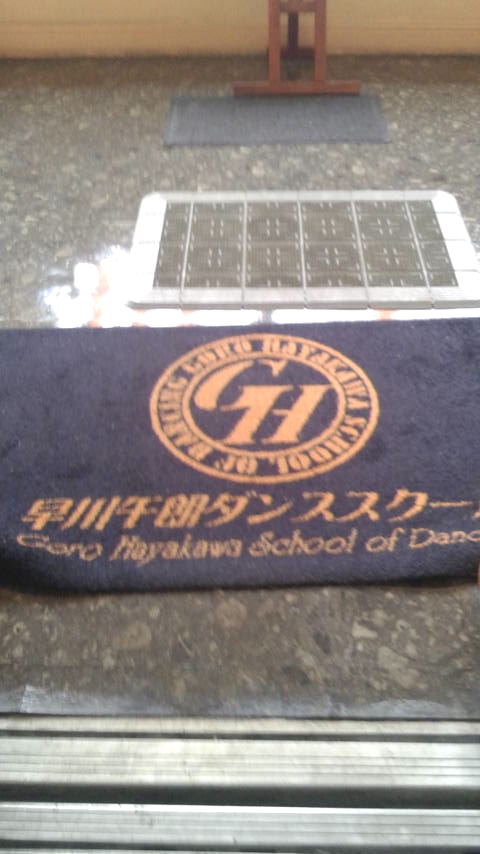 GORO HAYAKAWA SCHOOL OF DANCING
GH
早川午朗ダンススクー
Goro Hayakawa School of Danc